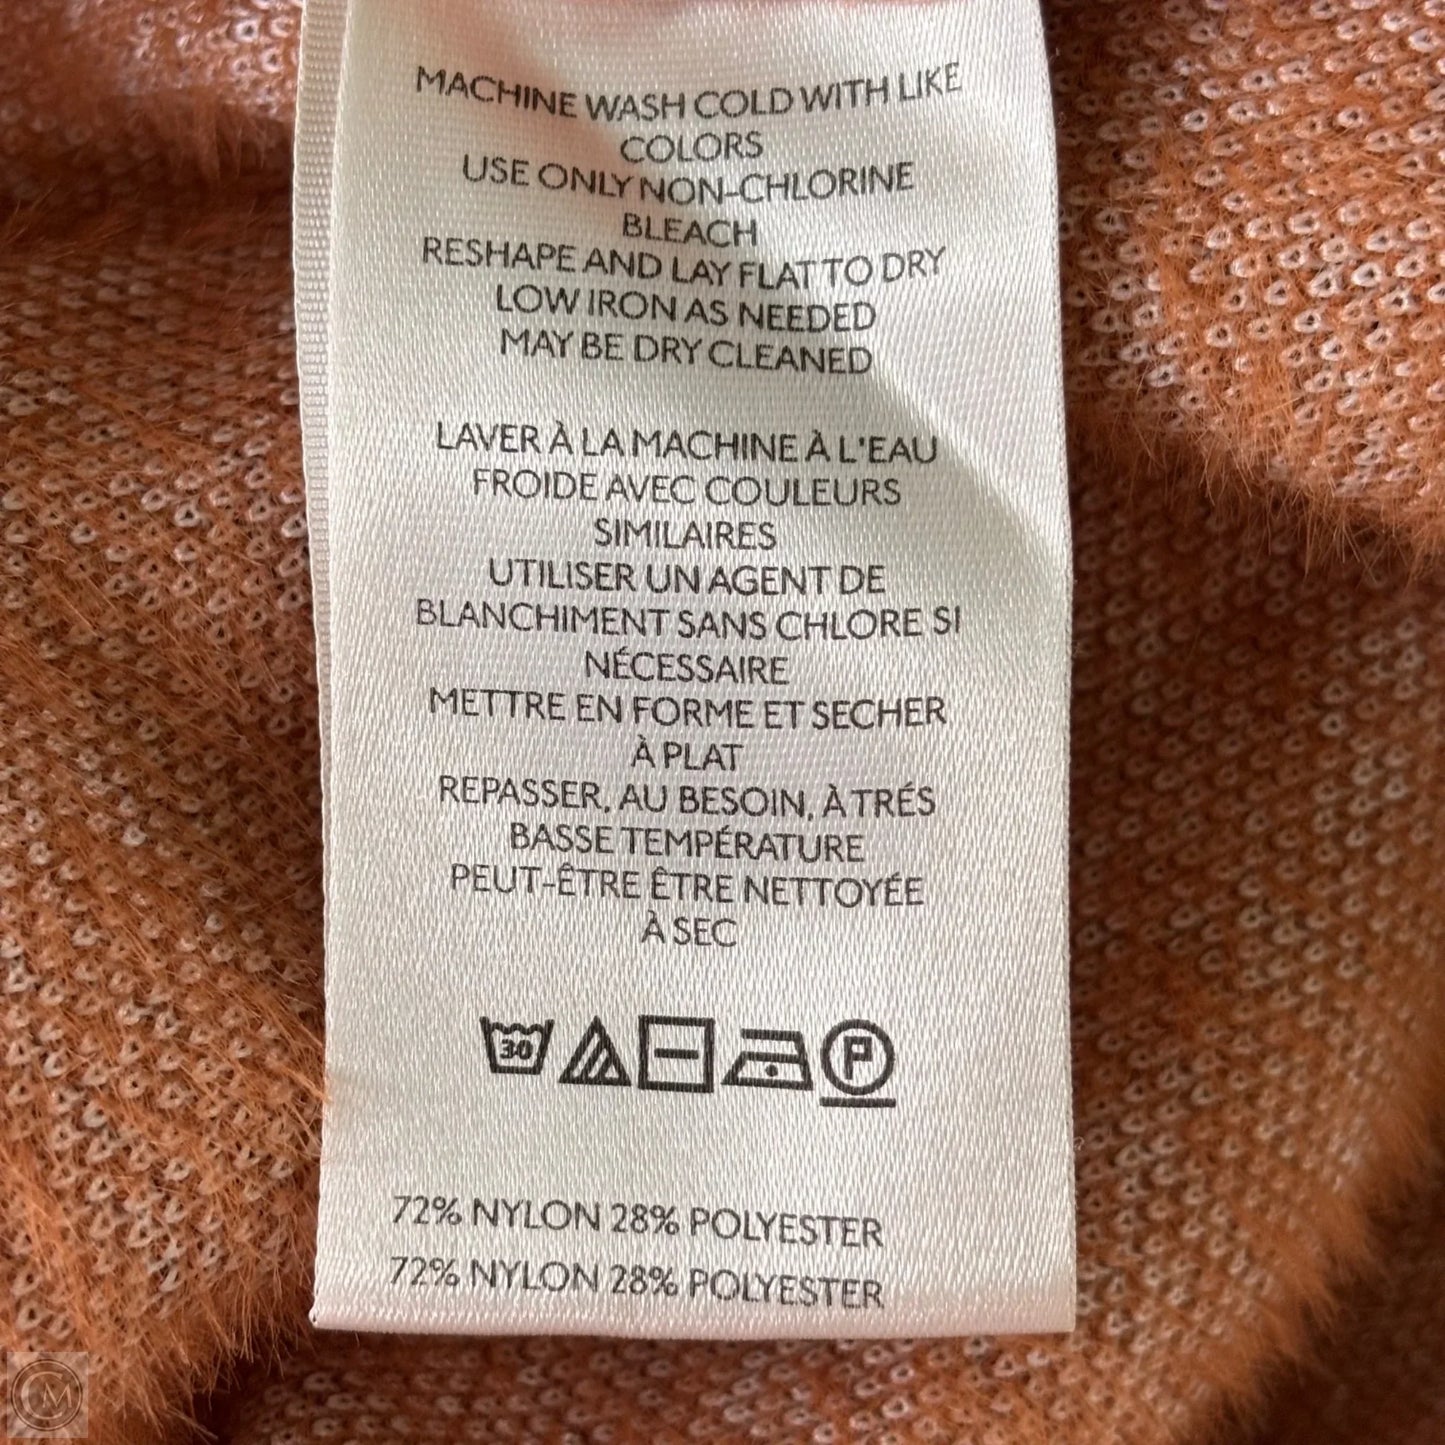 MACHINE WASH COLD WITH LIKE
COLORS
USE ONLY NON-CHLORINE
BLEACH
RESHAPE AND LAY FLAT TO DRY
LOW IRON AS NEEDED
MAY BE DRY CLEANED
LAVER À LA MACHINE À L'EAU
FROIDE AVEC COULEURS
SIMILAIRES
UTILISER UN AGENT DE
BLANCHIMENT SANS CHLORE SI
NÉCESSAIRE
METTRE EN FORME ET SECHER
À PLAT
REPASSER, AU BESOIN, À TRÉS
BASSE TEMPÉRATURE
PEUT-ÊTRE ÊTRE NETTOYÉE
À SEC
30 P
72% NYLON 28% POLYESTER
72% NYLON 28% POLYESTER
CM